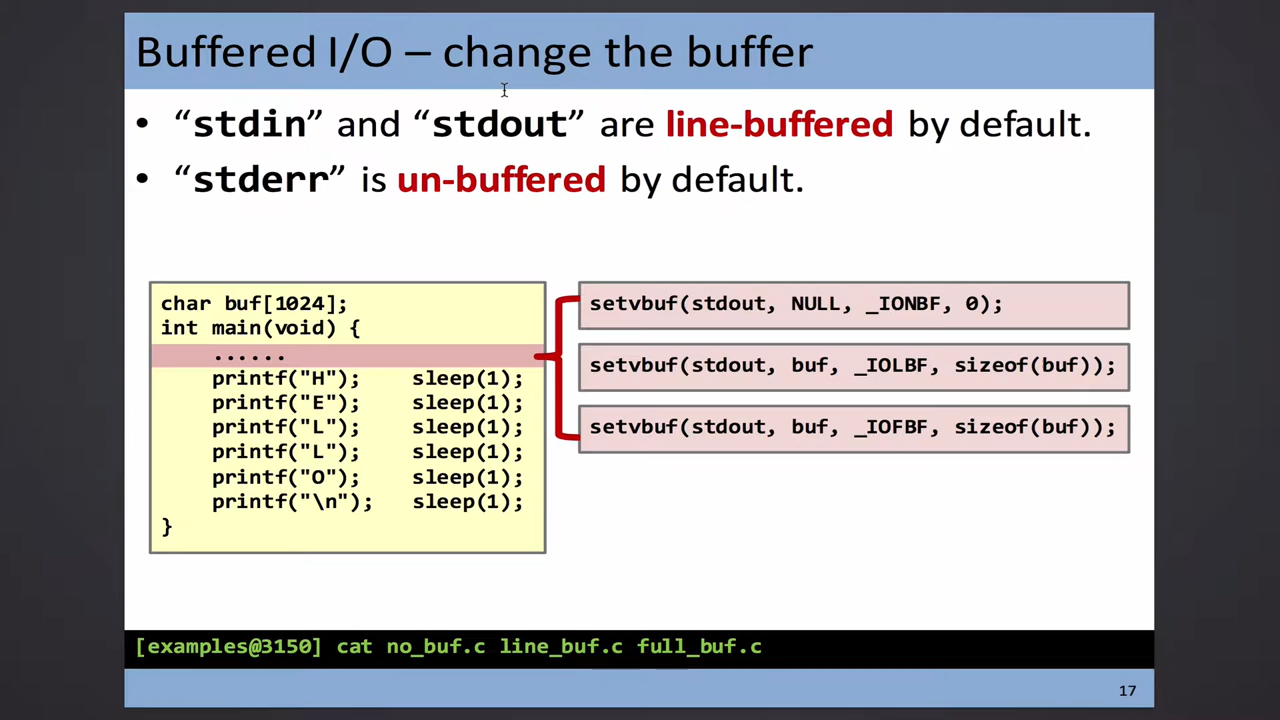 Buffered I/O – change the buffer
• “stdin” and “stdout” are line-buffered by default.
• “stderr” is un-buffered by default.
char buf[1024];
int main(void) {
......
printf("H"); sleep(1);
printf("E"); sleep(1);
printf("L"); sleep(1);
printf("L"); sleep(1);
printf("O"); sleep(1);
printf("\n"); sleep(1);
}
setvbuf(stdout, NULL, _IONBF, 0);
setvbuf(stdout, buf, _IOLBF, sizeof(buf));
setvbuf(stdout, buf, _IOFBF, sizeof(buf));
[examples@3150] cat no_buf.c line_buf.c full_buf.c
17